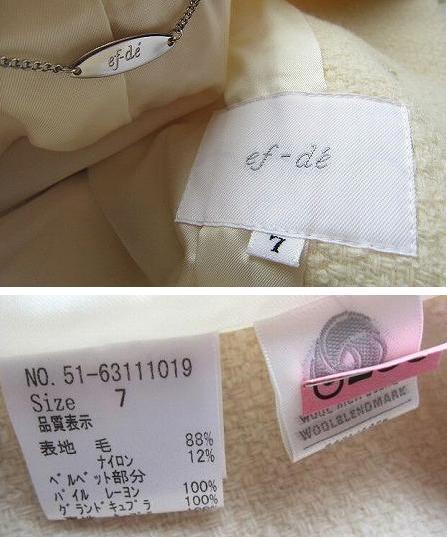 ef-dé
ef-dé
7
NO. 51-63111019
Size 7
品質表示
表地 毛 88%
ナイロン 12%
ベルベット部分
パイル レーヨン 100%
グランドキュプラ 100%
WOOLBLENDMARK